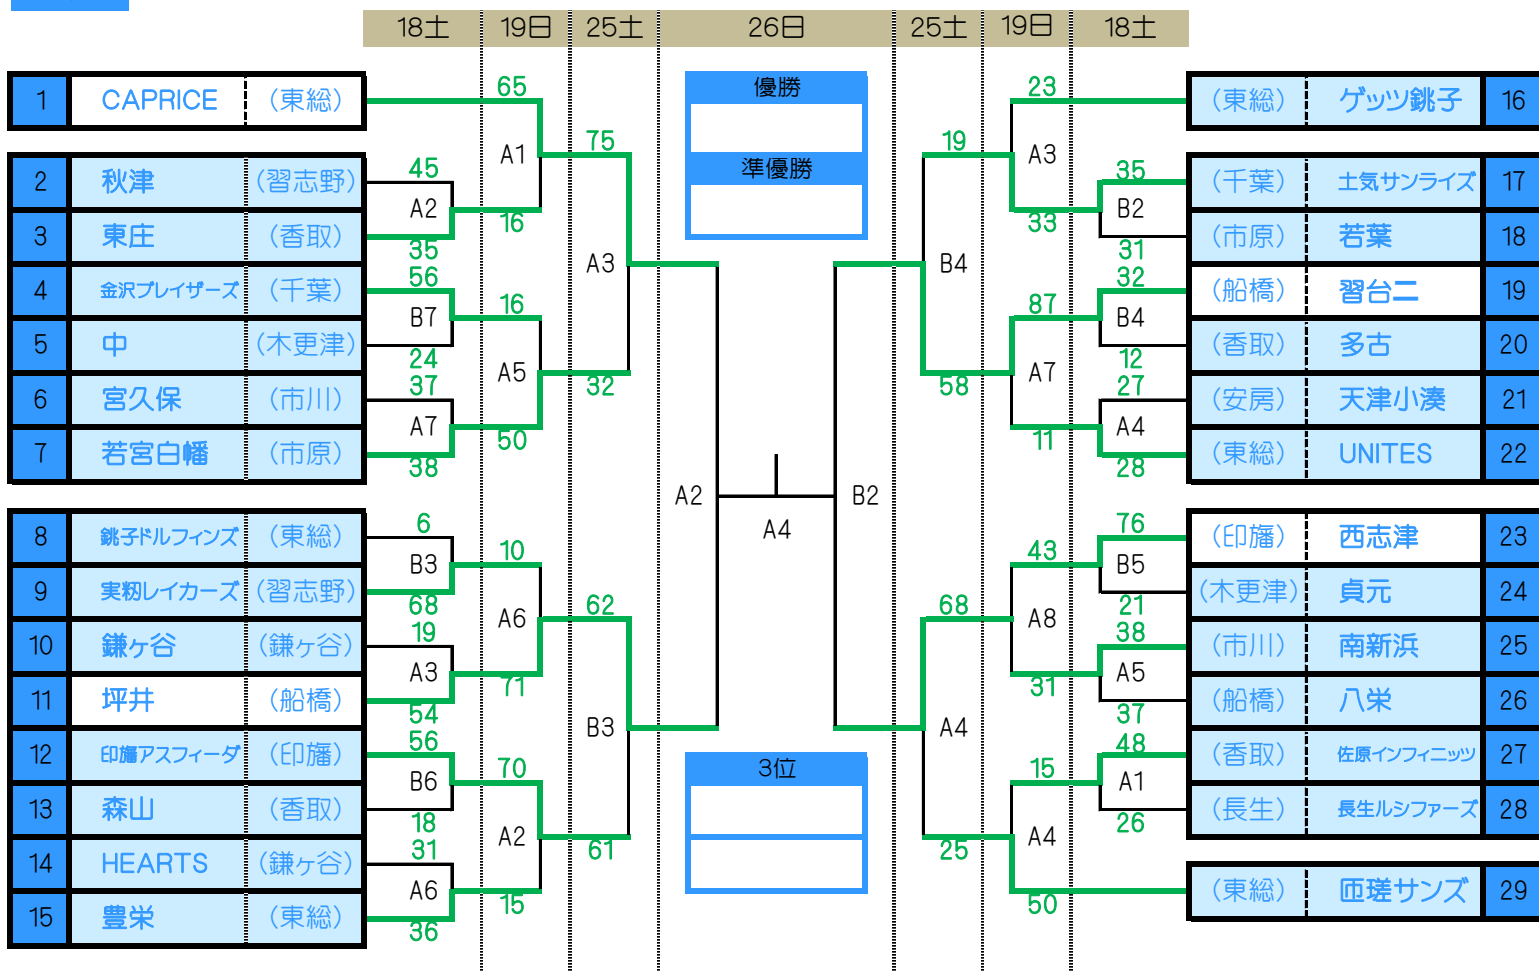 18土 19日 25土 26日 25土 19日 18土
優勝
準優勝
3位
1 CAPRICE (東総)
2 秋津 (習志野)
3 東庄 (香取)
4 金沢ブレイザーズ (千葉)
5 中 (木更津)
6 宮久保 (市川)
7 若宮白幡 (市原)
8 銚子ドルフィンズ (東総)
9 実籾レイカーズ (習志野)
10 鎌ヶ谷 (鎌ヶ谷)
11 坪井 (船橋)
12 印旛アスフィーダ (印旛)
13 森山 (香取)
14 HEARTS (鎌ヶ谷)
15 豊栄 (東総)
65
A1
45
A2
16
35
56
B7
16
24
A5
37
A7
50
38
75
A3
32
6
B3
10
68
A6
19
A3
71
54
56
B6
70
18
A2
31
A6
15
36
62
B3
61
A2
A4
B2
19
B4
58
68
A4
25
23
A3
35
B2
33
31
32
B4
87
12
A7
27
A4
11
28
76
B5
43
21
A8
38
A5
31
37
48
A1
15
26
A4
50
(東総) ゲッツ銚子 16
(千葉) 土気サンライズ 17
(市原) 若葉 18
(船橋) 習台二 19
(香取) 多古 20
(安房) 天津小湊 21
(東総) UNITES 22
(印旛) 西志津 23
(木更津) 貞元 24
(市川) 南新浜 25
(船橋) 八栄 26
(香取) 佐原インフィニッツ 27
(長生) 長生ルシファーズ 28
(東総) 匝瑳サンズ 29